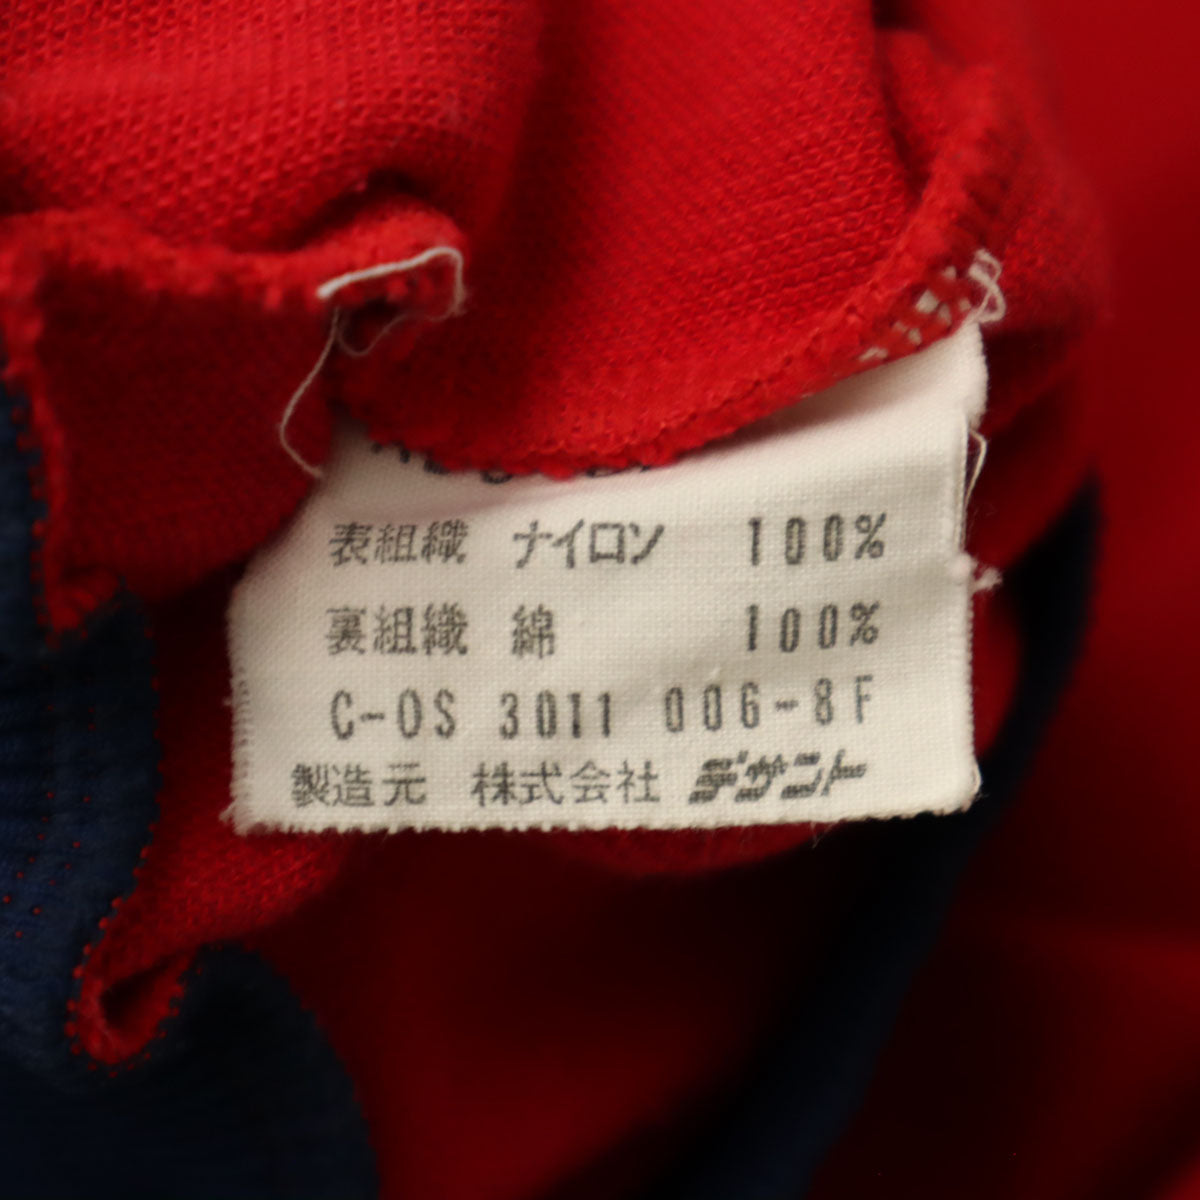 表組織 ナイロン 100%
裏組織 綿 100%
C-OS 3011 006-8F
製造元 株式会社 デサント